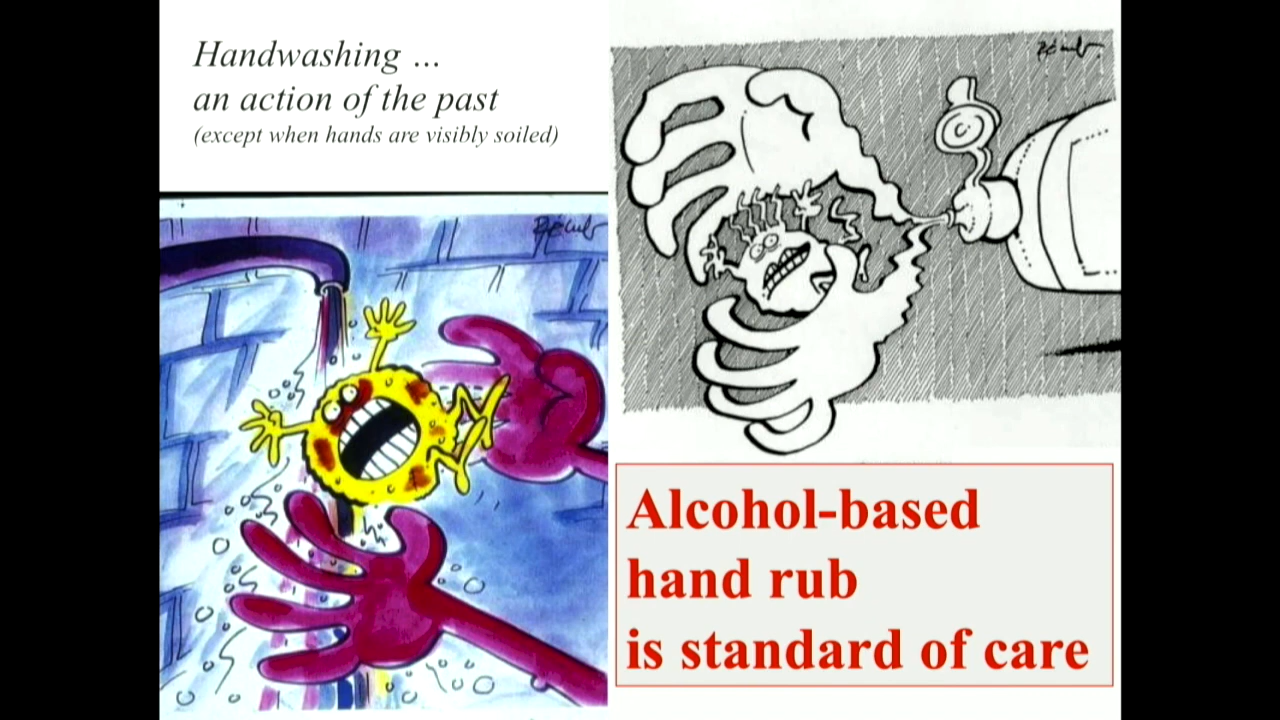 Handwashing ...
an action of the past
(except when hands are visibly soiled)
Alcohol-based
hand rub
is standard of care